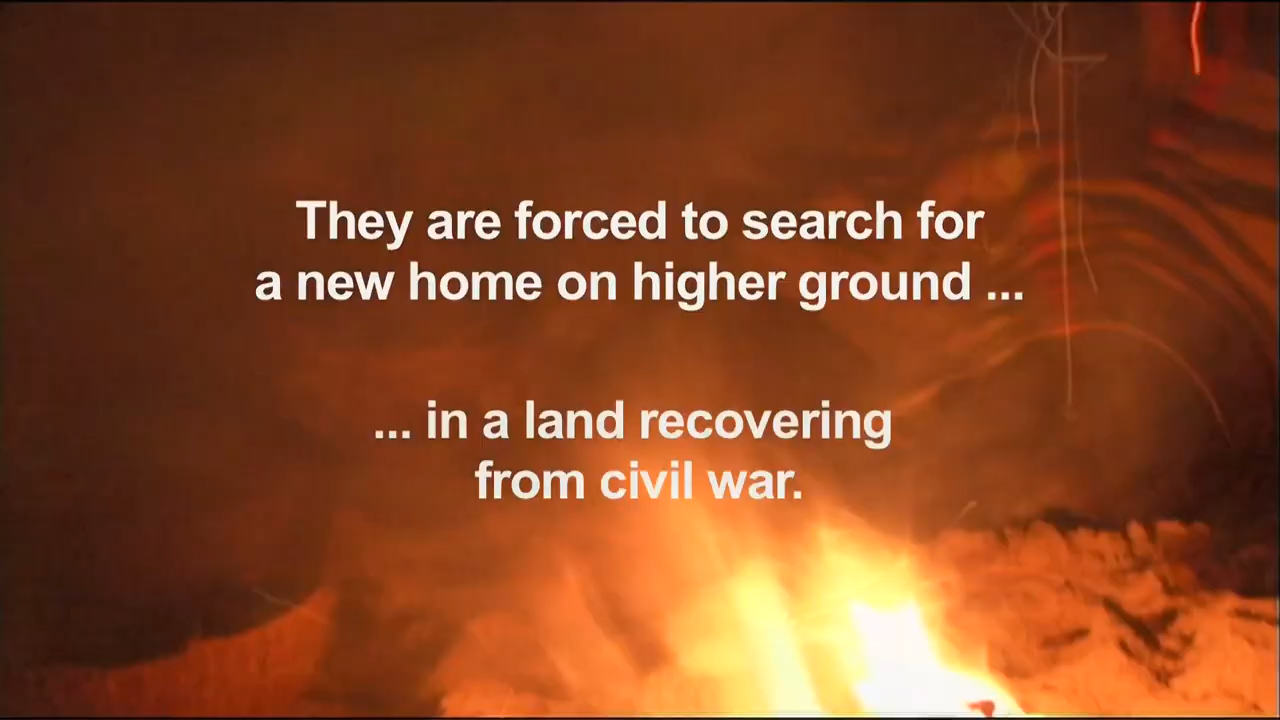 They are forced to search for
a new home on higher ground ...
... in a land recovering
from civil war.